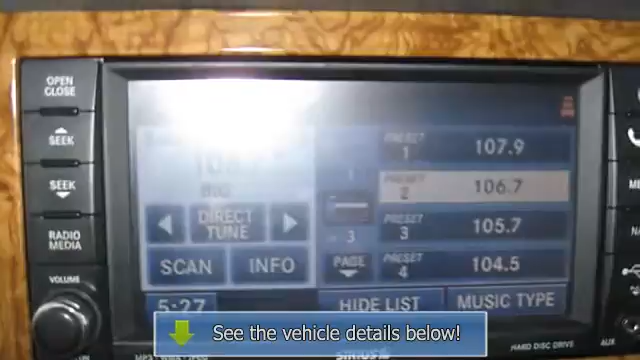 OPEN
CLOSE
SEEK
SEEK
RADIO
MEDIA
VOLUME
DIRECT
TUNE
SCAN
INFO
5:27
PRESET
1
107.9
PRESET
2
106.7
PRESET
3
105.7
PRESET
4
104.5
3
PAGE
HIDE LIST
MUSIC TYPE
HARD DISC DRIVE
AUX
See the vehicle details below!